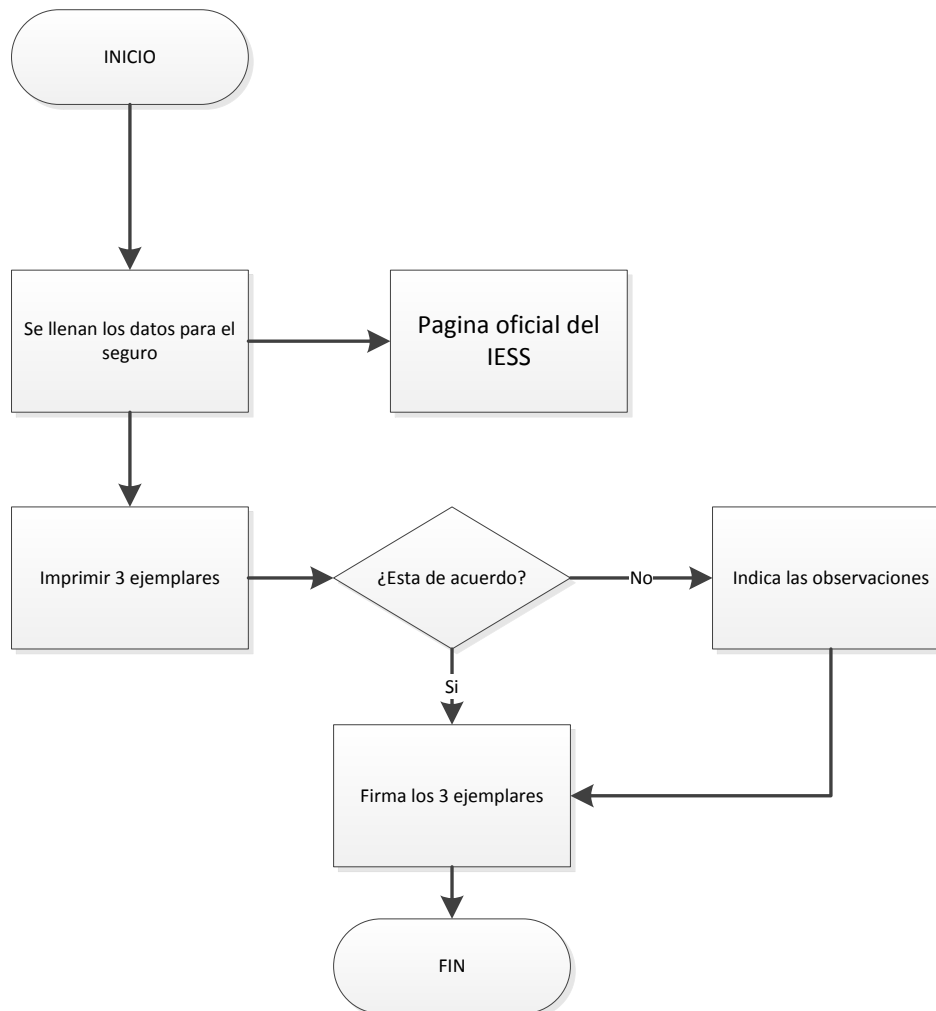 INICIO
Se llenan los datos para el
seguro
Pagina oficial del
IESS
Imprimir 3 ejemplares
¿Esta de acuerdo?
No
Indica las observaciones
Si
Firma los 3 ejemplares
FIN